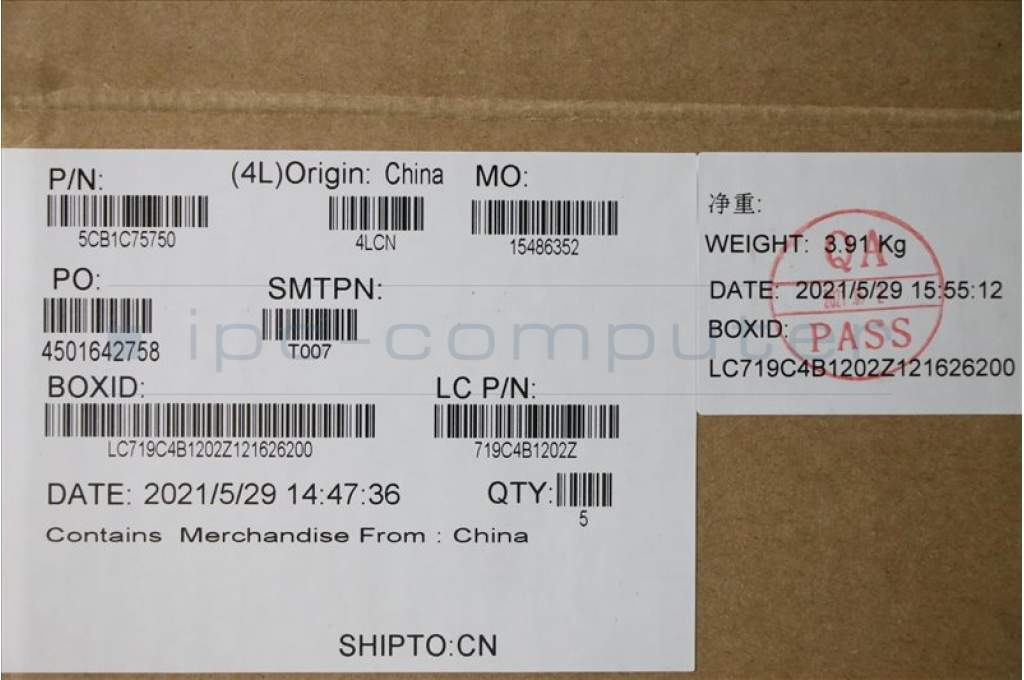 P/N:
5CB1C75750
(4L)Origin: China
4LCN
MO:
15486352
PO:
4501642758
SMTPN:
T007
BOXID:
LC719C4B1202Z121626200
LC P/N:
719C4B1202Z
DATE: 2021/5/29 14:47:36
QTY:
5
Contains Merchandise From : China
SHIPTO:CN
净重:
WEIGHT: 3.91 Kg
DATE: 2021/5/29 15:55:12
BOXID:
LC719C4B1202Z121626200
QA
PASS
ipc-computer